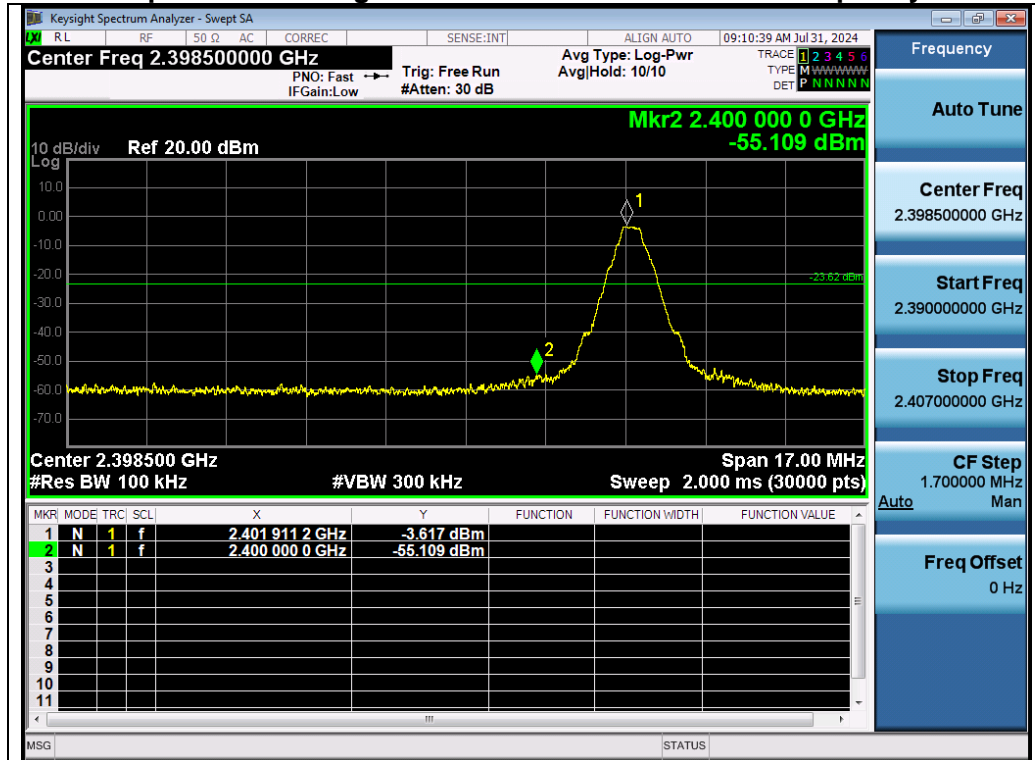 Keysight Spectrum Analyzer - Swept SA
LXI RL RF 50 Ω AC CORREC SENSE:INT ALIGN AUTO 09:10:39 AM Jul 31, 2024
Center Freq 2.398500000 GHz
PNO: Fast
IFGain:Low
Trig: Free Run
#Atten: 30 dB
Avg Type: Log-Pwr
Avg|Hold: 10/10
TRACE 1 2 3 4 5 6
TYPE M WWWWW
DET P N N N N N
Mkr2 2.400 000 0 GHz
-55.109 dBm
10 dB/div Ref 20.00 dBm
Log
10.0
0.00
-10.0
-20.0
-30.0
-40.0
-50.0
-60.0
-70.0
1
2
-23.62 dBm
Center 2.398500 GHz Span 17.00 MHz
#Res BW 100 kHz #VBW 300 kHz Sweep 2.000 ms (30000 pts)
MKR MODE TRC SCL X Y FUNCTION FUNCTION WIDTH FUNCTION VALUE
1 N 1 f 2.401 911 2 GHz -3.617 dBm
2 N 1 f 2.400 000 0 GHz -55.109 dBm
3
4
5
6
7
8
9
10
11
MSG STATUS
Frequency
Auto Tune
Center Freq
2.398500000 GHz
Start Freq
2.390000000 GHz
Stop Freq
2.407000000 GHz
CF Step
1.700000 MHz
Auto Man
Freq Offset
0 Hz